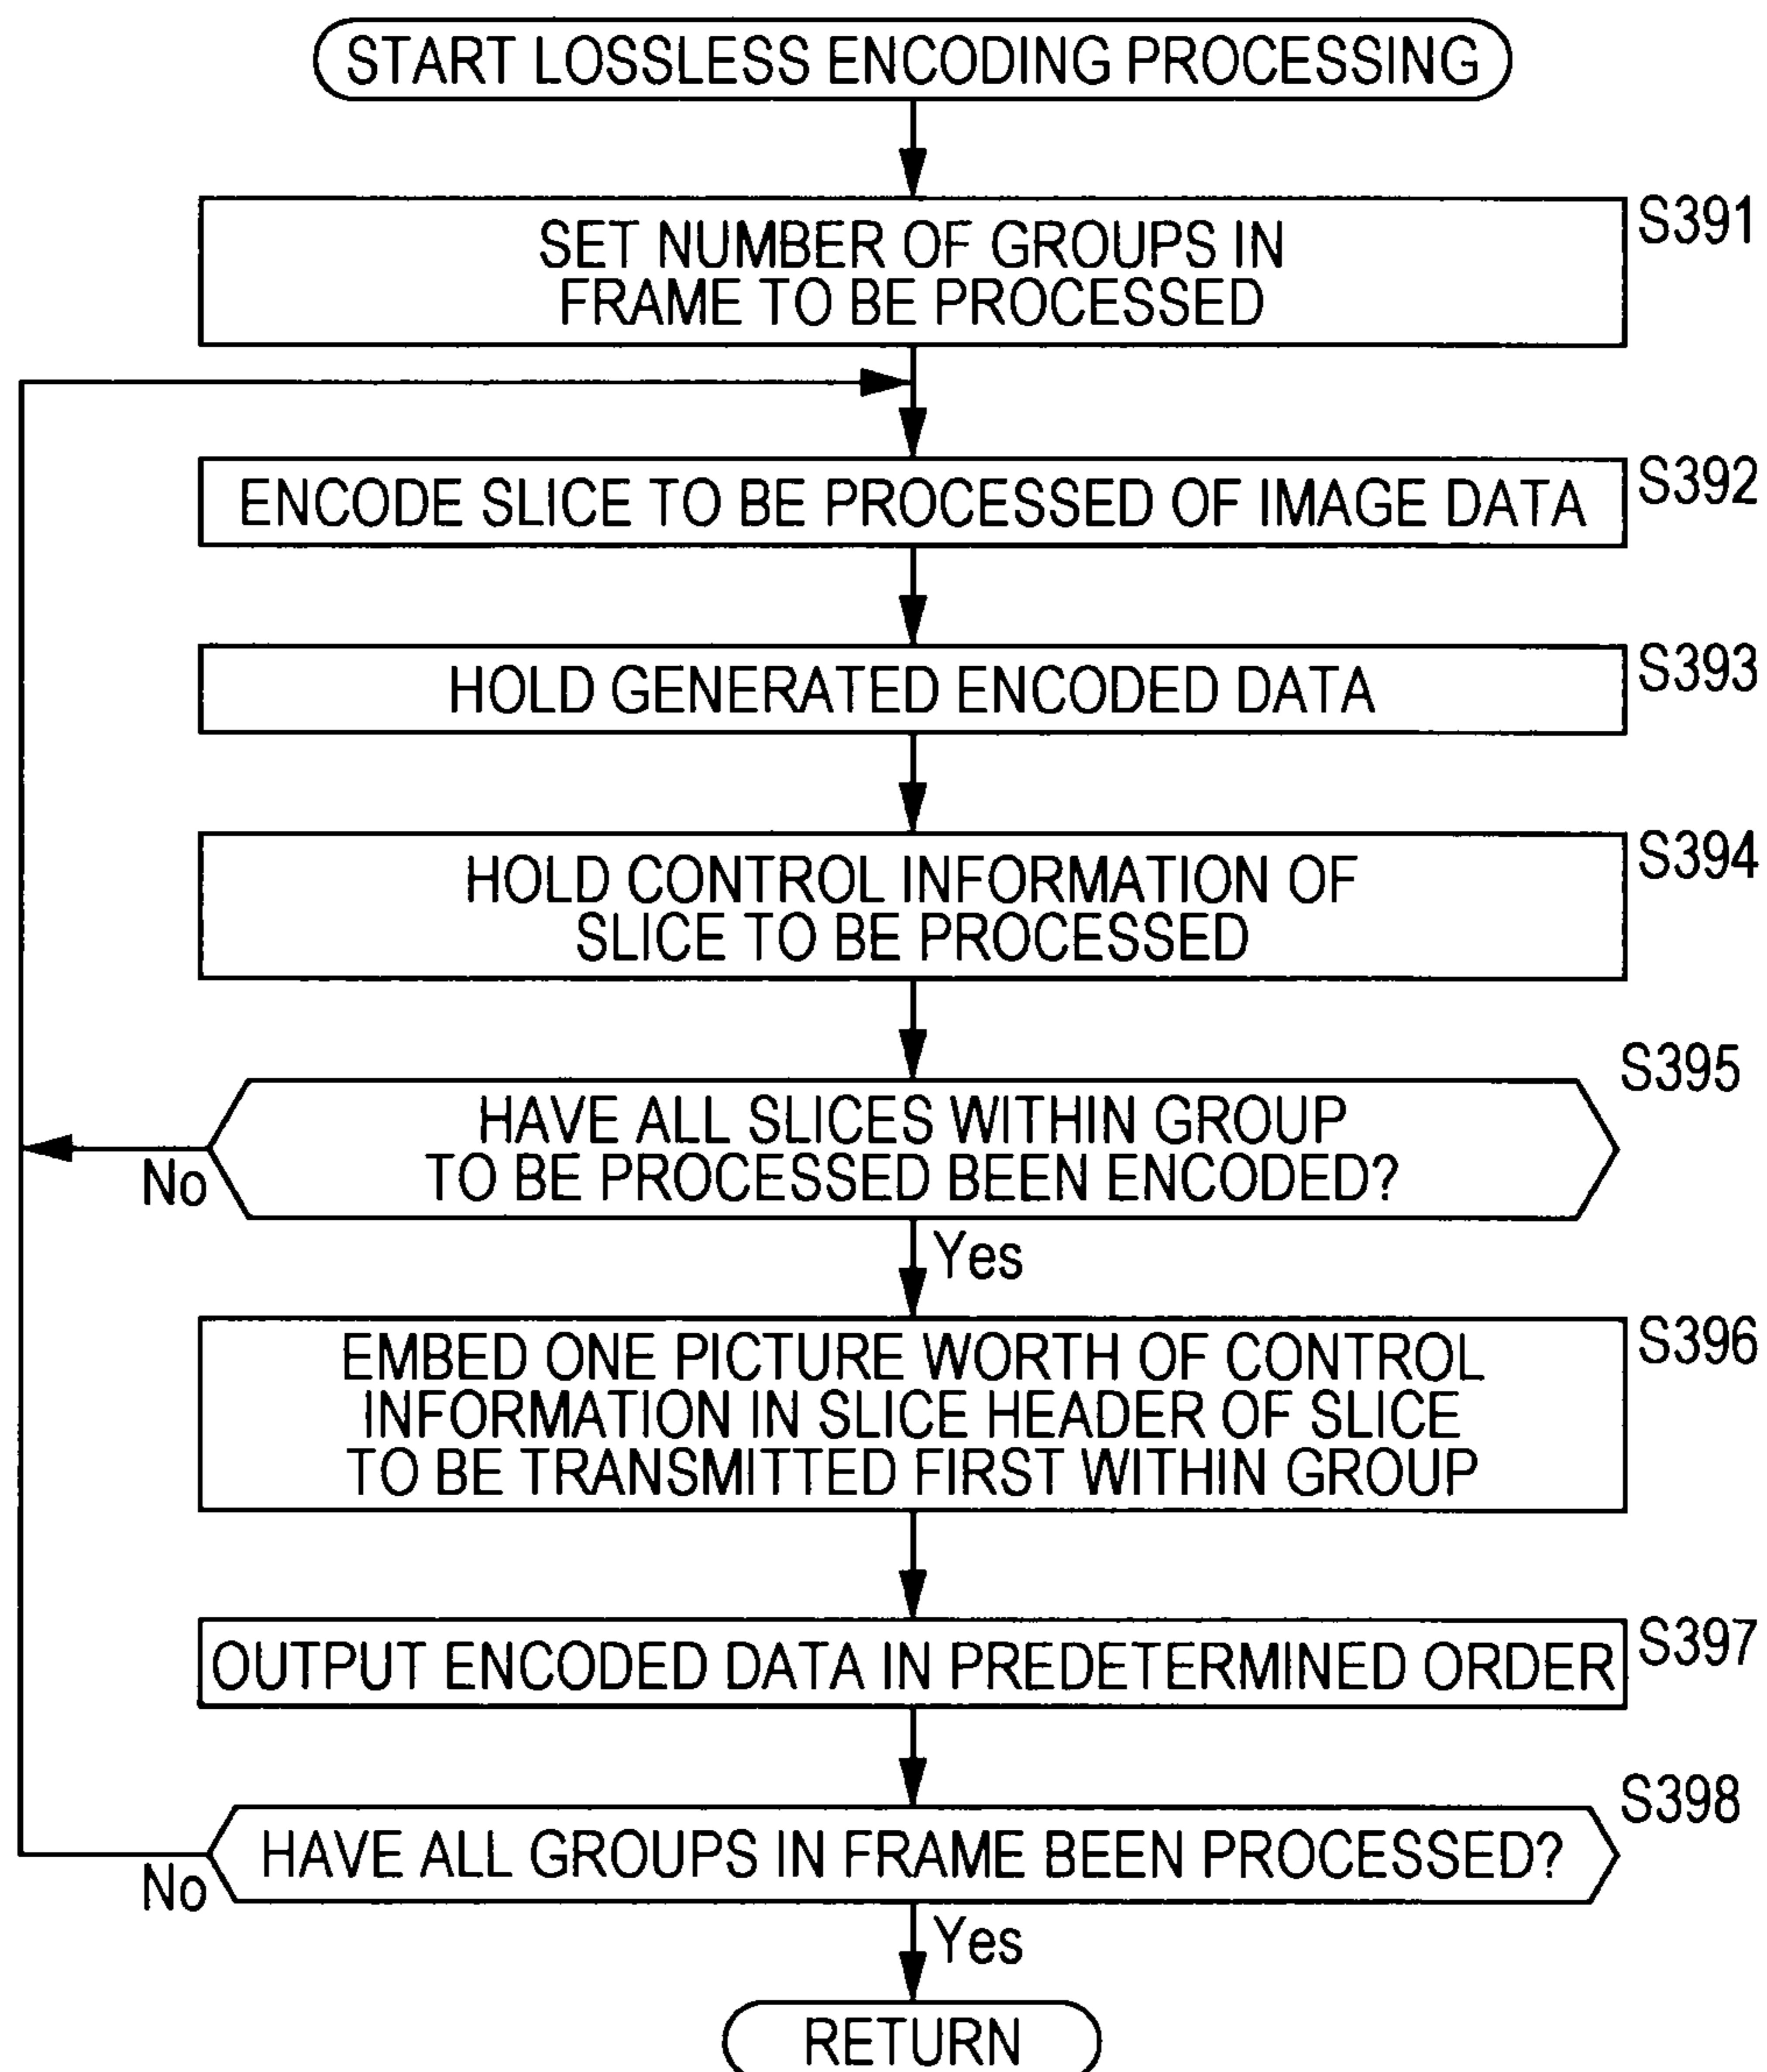 START LOSSLESS ENCODING PROCESSING
S391
SET NUMBER OF GROUPS IN
FRAME TO BE PROCESSED
S392
ENCODE SLICE TO BE PROCESSED OF IMAGE DATA
S393
HOLD GENERATED ENCODED DATA
S394
HOLD CONTROL INFORMATION OF
SLICE TO BE PROCESSED
S395
HAVE ALL SLICES WITHIN GROUP
TO BE PROCESSED BEEN ENCODED?
No
Yes
S396
EMBED ONE PICTURE WORTH OF CONTROL
INFORMATION IN SLICE HEADER OF SLICE
TO BE TRANSMITTED FIRST WITHIN GROUP
S397
OUTPUT ENCODED DATA IN PREDETERMINED ORDER
S398
HAVE ALL GROUPS IN FRAME BEEN PROCESSED?
No
Yes
RETURN